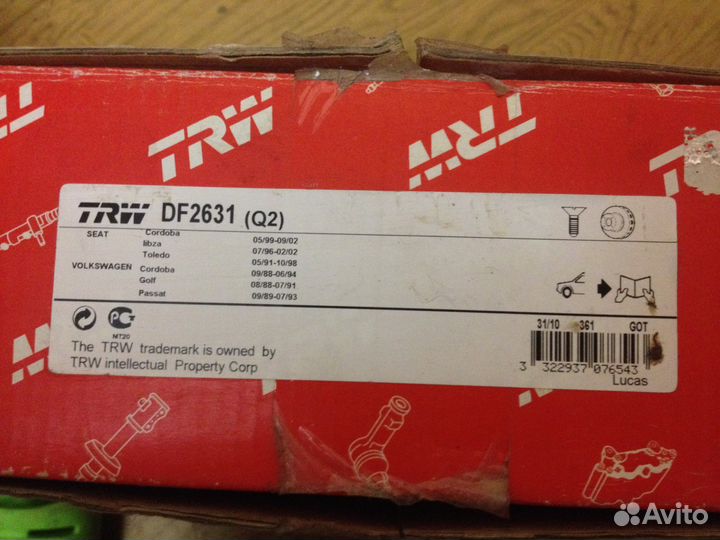 TRW
TRW
TRW
TRW DF2631 (Q2)
SEAT Cordoba 05/99-09/02
libza 07/96-02/02
Toledo 05/91-10/98
VOLKSWAGEN Cordoba 09/88-06/94
Golf 08/88-07/91
Passat 09/89-07/93
MT20
The TRW trademark is owned by
TRW intellectual Property Corp
31/10 361 GOT
3 322937 076543
Lucas
Avito